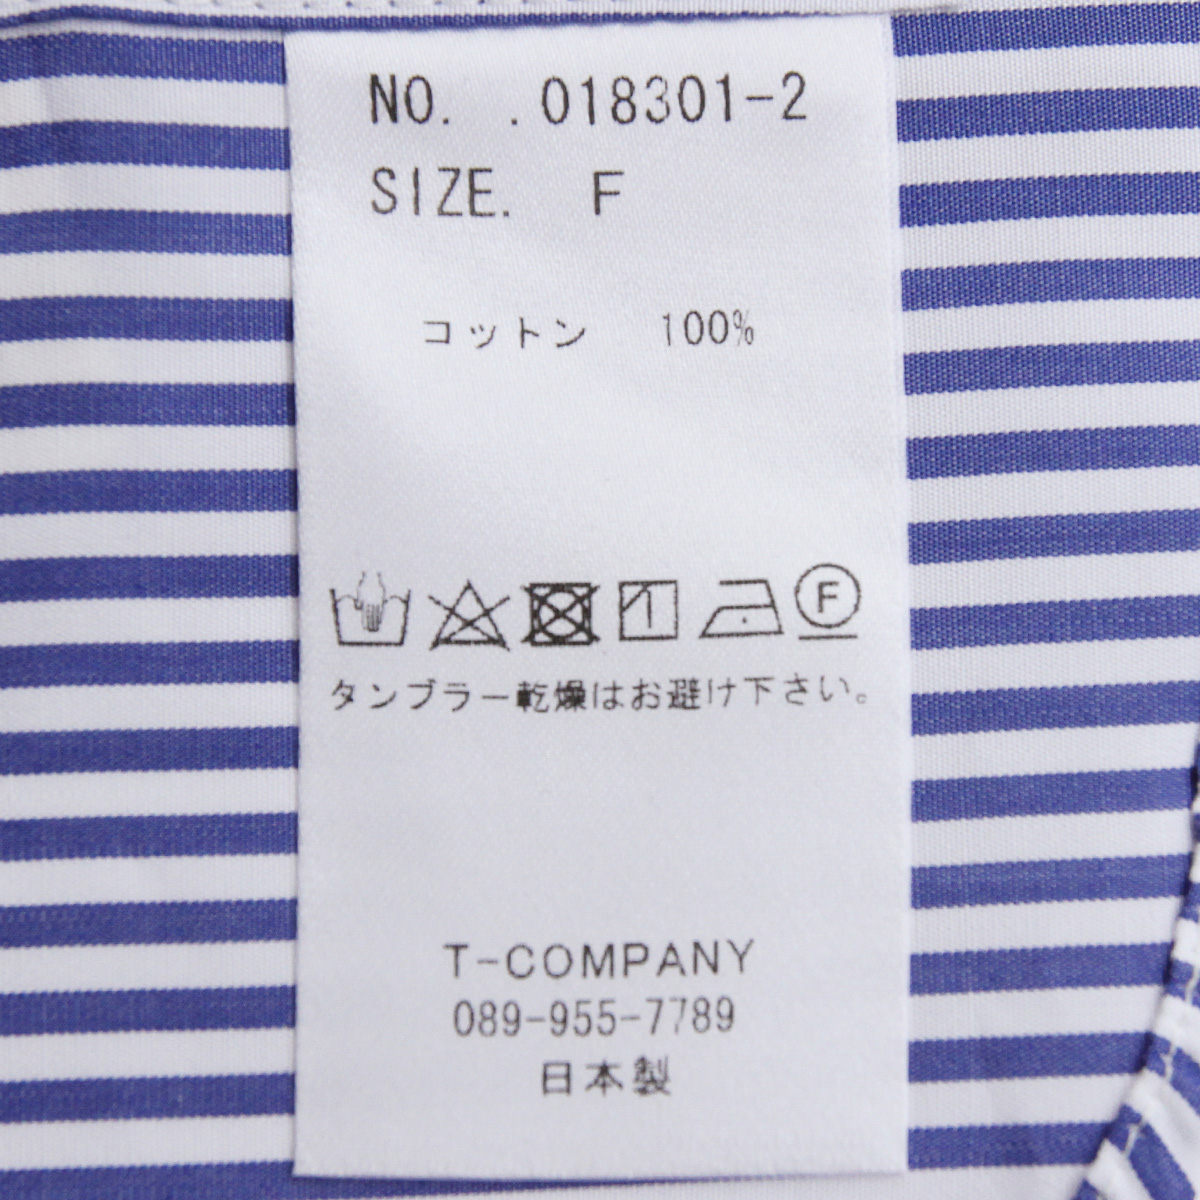 NO. .018301-2
SIZE. F
コットン 100%
F
タンブラー乾燥はお避け下さい。
T-COMPANY
089-955-7789
日本製